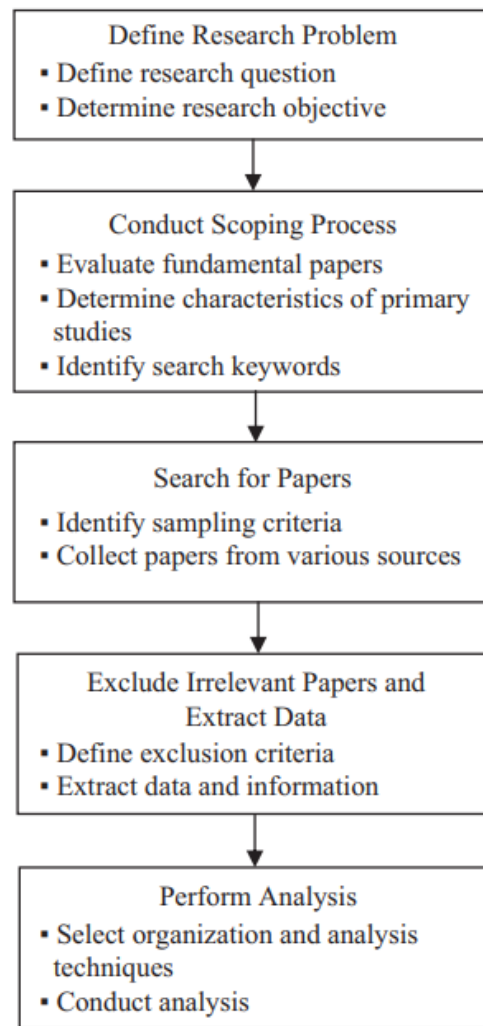 Define Research Problem
▪ Define research question
▪ Determine research objective
Conduct Scoping Process
▪ Evaluate fundamental papers
▪ Determine characteristics of primary
studies
▪ Identify search keywords
Search for Papers
▪ Identify sampling criteria
▪ Collect papers from various sources
Exclude Irrelevant Papers and
Extract Data
▪ Define exclusion criteria
▪ Extract data and information
Perform Analysis
▪ Select organization and analysis
techniques
▪ Conduct analysis